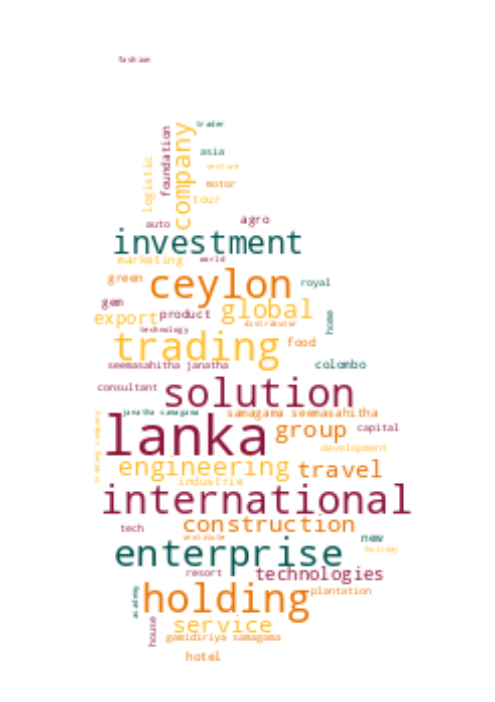 fashion
trader
company
foundation
asia
logistic
venture
motor
tour
agro
auto
investment
marketing
world
green
ceylon
royal
gem
global
export
product
home
distributor
technology
trading
food
seemasahitha janatha
colombo
consultant
solution
janatha samagama
samagama seemasahitha
lanka
group
capital
trading company
development
engineering
travel
industrie
international
tech
construction
institute
new
enterprise
holiday
resort
technologies
academy
holding
plantation
house
service
gamidiriya samagama
hotel